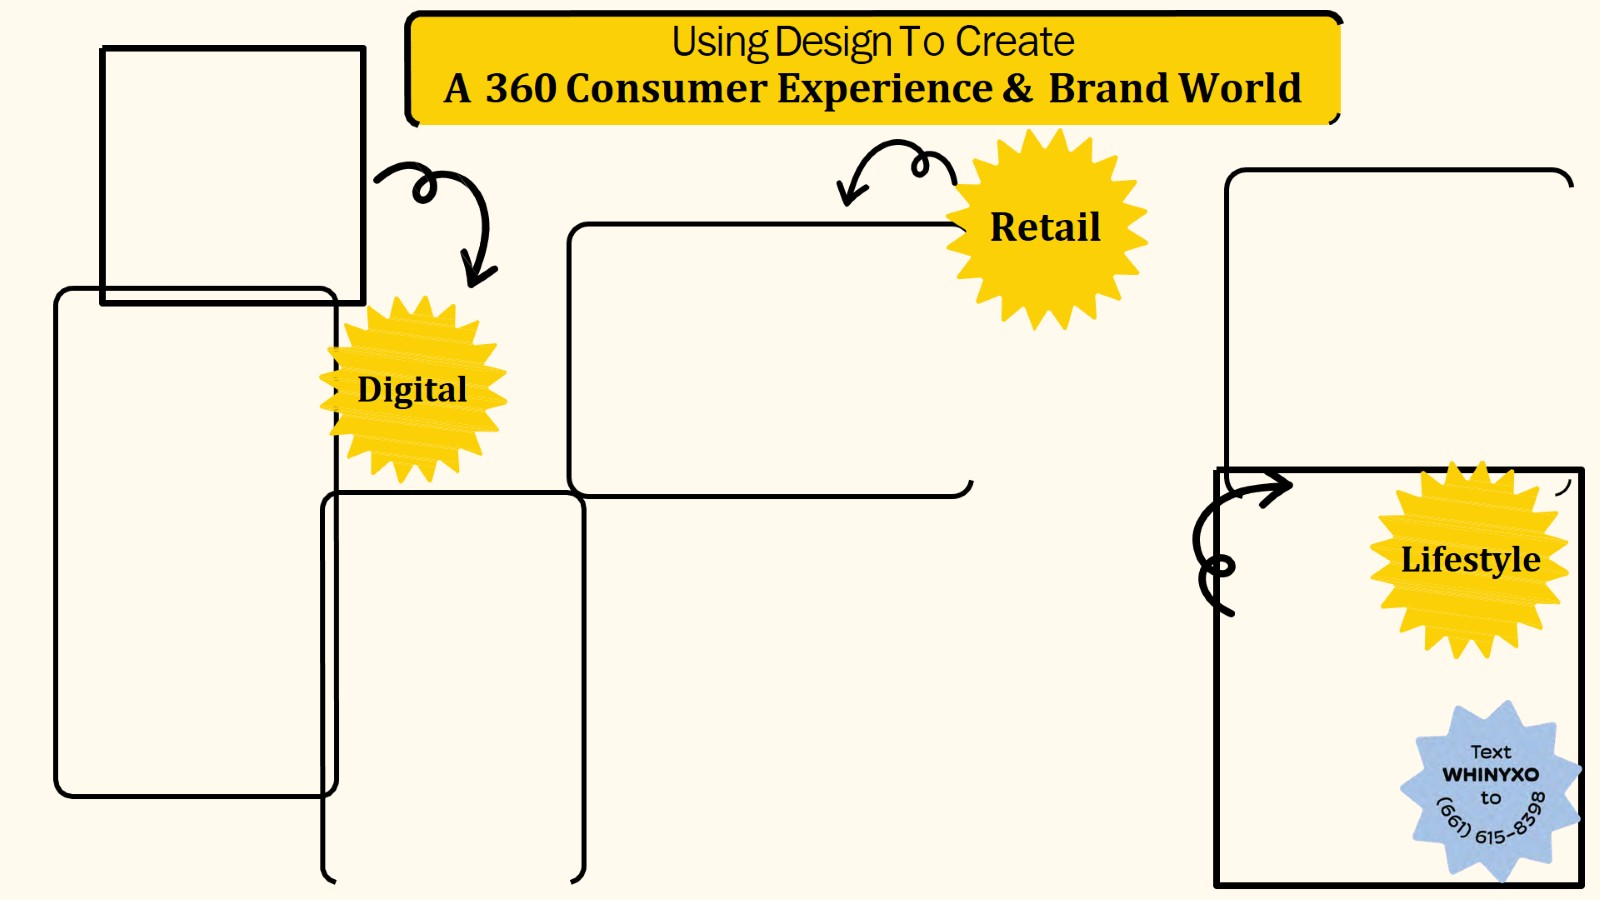 Using Design To Create
A 360 Consumer Experience & Brand World
Retail
Digital
Lifestyle
Text
WHINYXO
to
(661) 615-8398